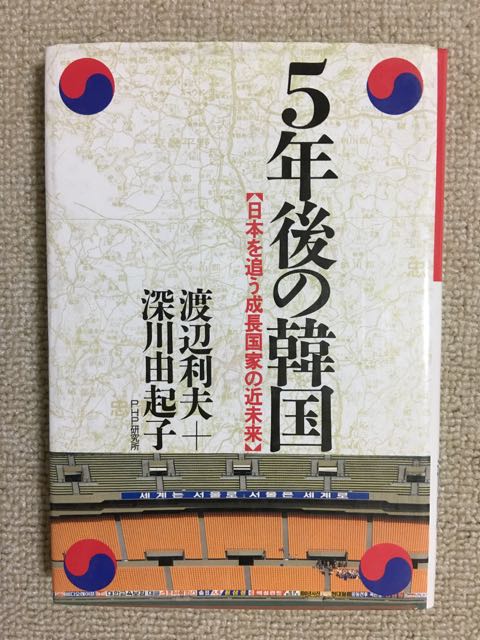 5年後の韓国
【日本を追う成長国家の近未来】
渡辺利夫＋
深川由起子
PHP研究所
세계는 서울로 서울은 세계로